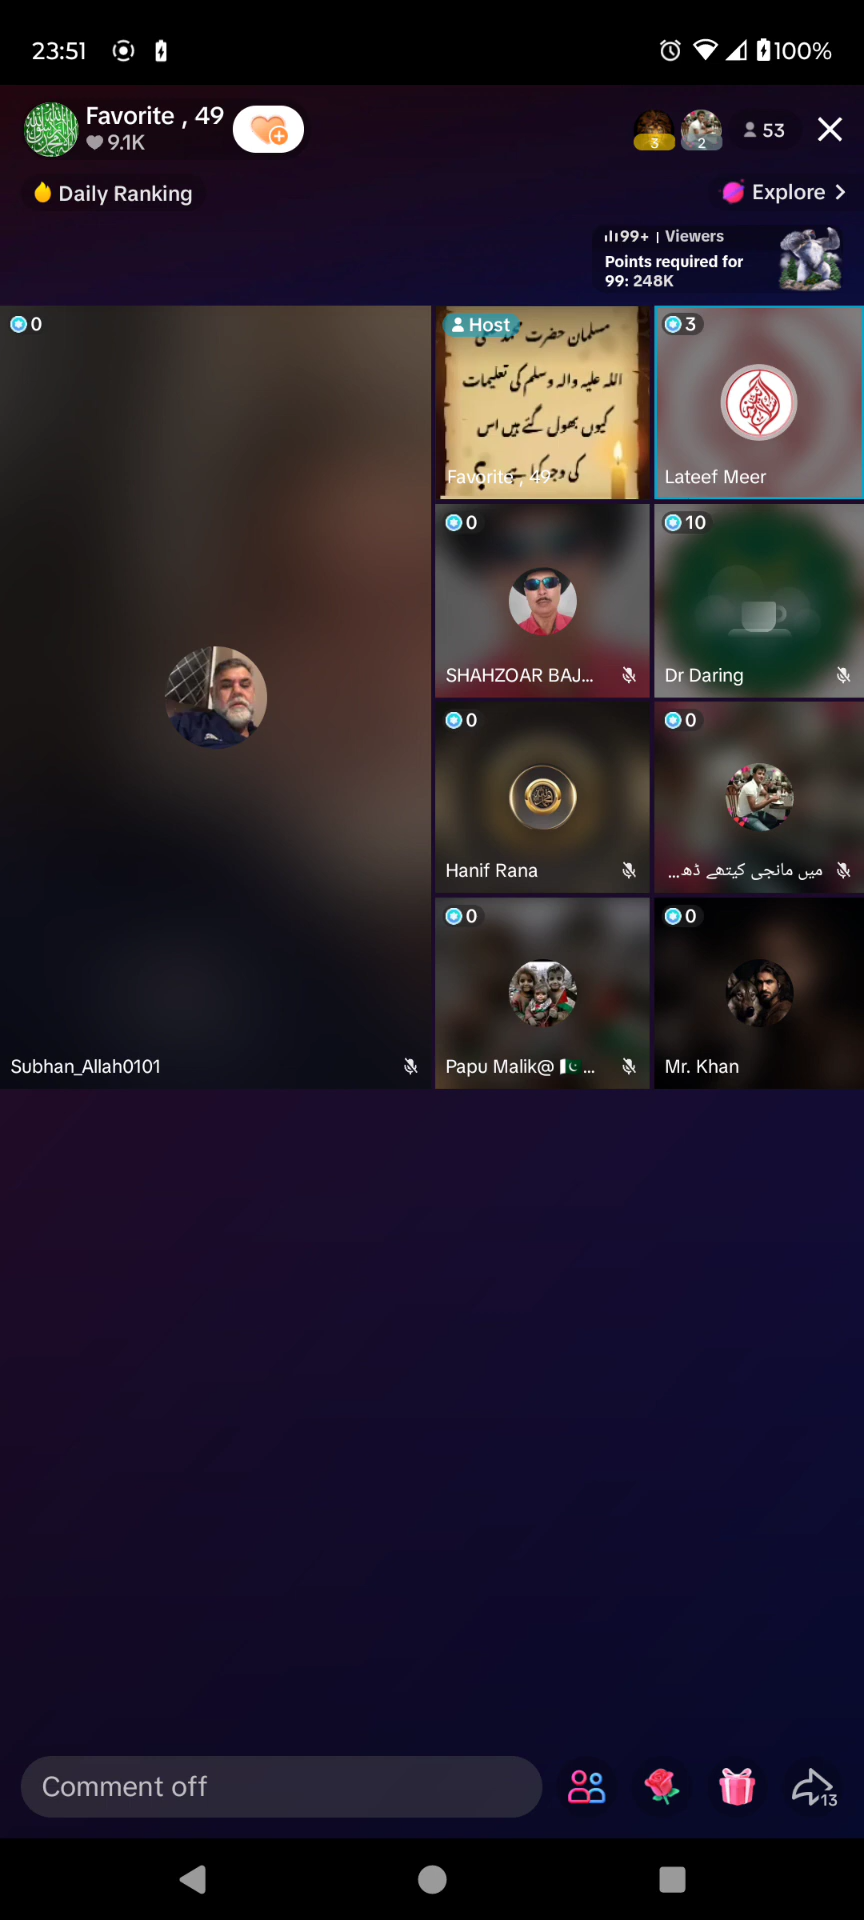 23:51
100%
Favorite , 49
9.1K
53
3
2
Daily Ranking
Explore
99+ | Viewers
Points required for
99: 248K
0
Host
مسلمان حضرت محمد صلی
اللہ علیہ والہ وسلم کی تعلیمات
کیوں بھول گئے ہیں اس
کی وجہ کیا ہے ؟
Favorite , 49
3
Lateef Meer
0
SHAHZOAR BAJ...
10
Dr Daring
0
Hanif Rana
0
میں مانجی کیتھے ڈھ...
0
Papu Malik@ 🇵🇰 ...
0
Mr. Khan
Subhan_Allah0101
Comment off
13